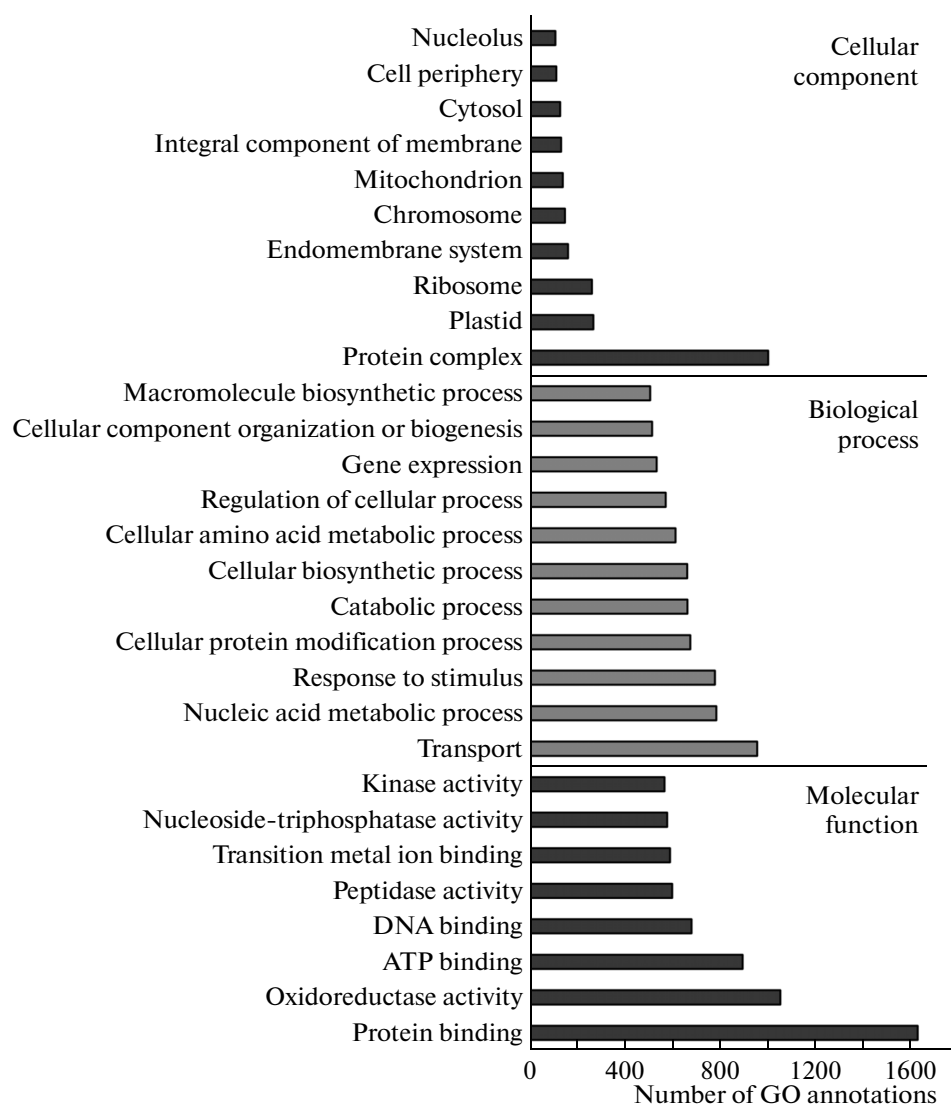 Nucleolus
Cellular
Cell periphery
component
Cytosol
Integral component of membrane
Mitochondrion
Chromosome
Endomembrane system
Ribosome
Plastid
Protein complex
Macromolecule biosynthetic process
Biological
Cellular component organization or biogenesis
process
Gene expression
Regulation of cellular process
Cellular amino acid metabolic process
Cellular biosynthetic process
Catabolic process
Cellular protein modification process
Response to stimulus
Nucleic acid metabolic process
Transport
Kinase activity
Molecular
Nucleoside-triphosphatase activity
function
Transition metal ion binding
Peptidase activity
DNA binding
ATP binding
Oxidoreductase activity
Protein binding
0 400 800 1200 1600
Number of GO annotations